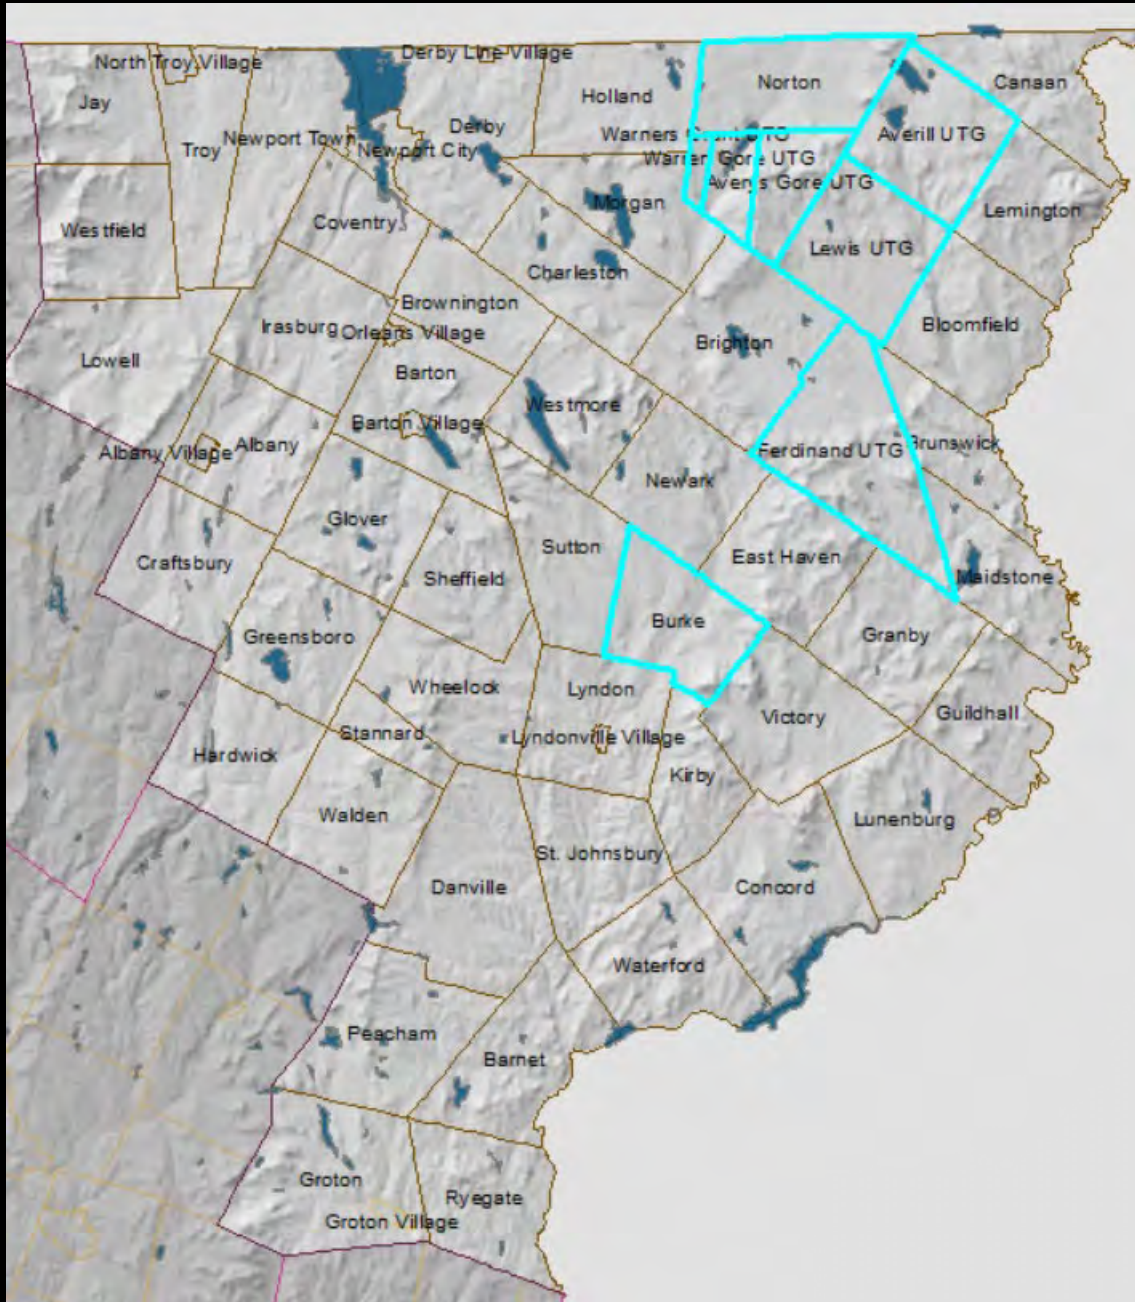 Derby Line Village
North Troy Village
Norton
Canaan
Jay
Holland
Derby
Warners Grant UTG
Averill UTG
Newport Town
Troy
Newport City
Warren Gore UTG
Averys Gore UTG
Morgan
Lemington
Coventry
Westfield
Lewis UTG
Charleston
Brownington
Irasburg
Orleans Village
Bloomfield
Brighton
Lowell
Barton
Westmore
Barton Village
Albany
Albany Village
Ferdinand UTG
Brunswick
Newark
Glover
Sutton
East Haven
Craftsbury
Sheffield
Maidstone
Burke
Greensboro
Granby
Wheelock
Lyndon
Guildhall
Victory
Stannard
Lyndonville Village
Hardwick
Kirby
Walden
Lunenburg
St. Johnsbury
Danville
Concord
Waterford
Peacham
Barnet
Groton
Ryegate
Groton Village